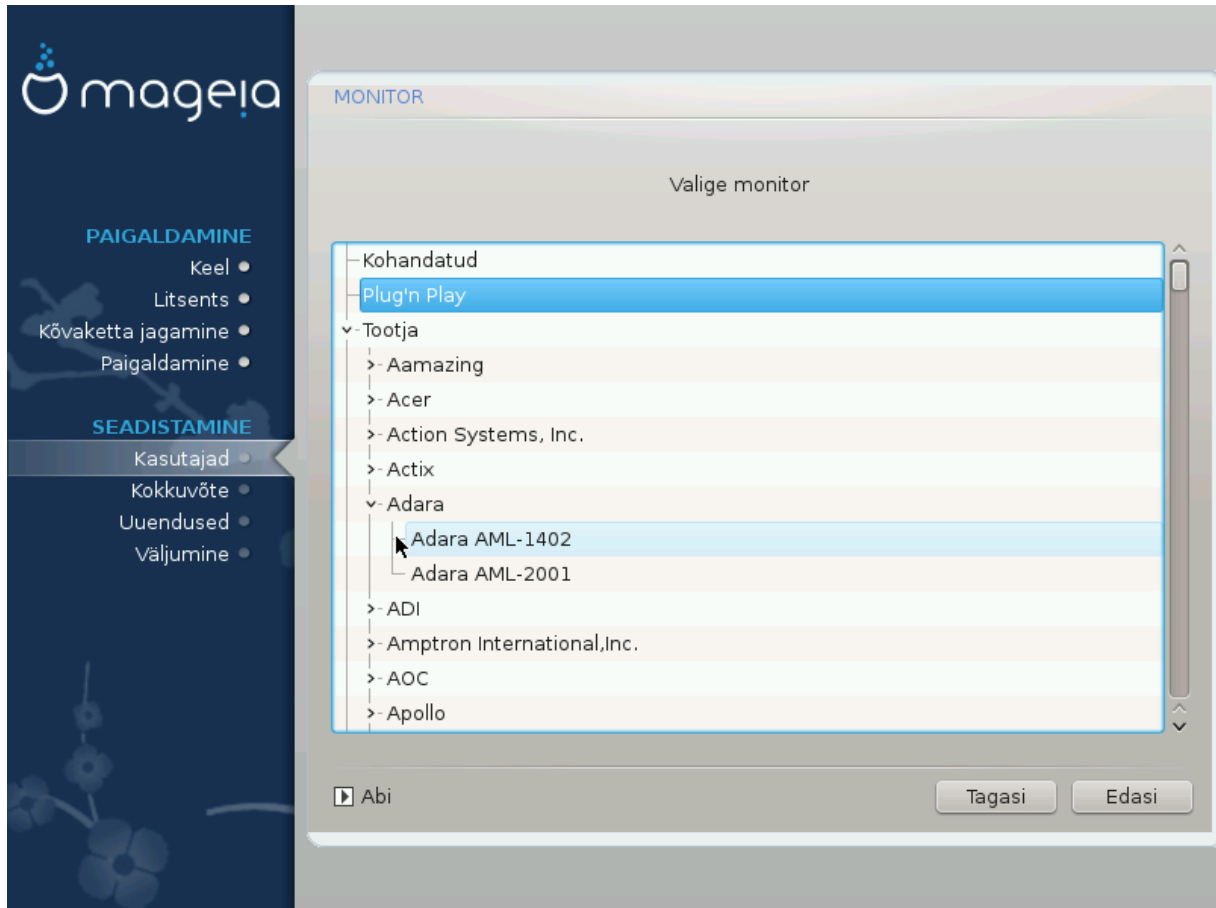 mageia
PAIGALDAMINE
Keel
Litsents
Kõvaketta jagamine
Paigaldamine
SEADISTAMINE
Kasutajad
Kokkuvõte
Uuendused
Väljumine
MONITOR
Valige monitor
Kohandatud
Plug'n Play
Tootja
Aamazing
Acer
Action Systems, Inc.
Actix
Adara
Adara AML-1402
Adara AML-2001
ADI
Amptron International,Inc.
AOC
Apollo
Abi
Tagasi
Edasi